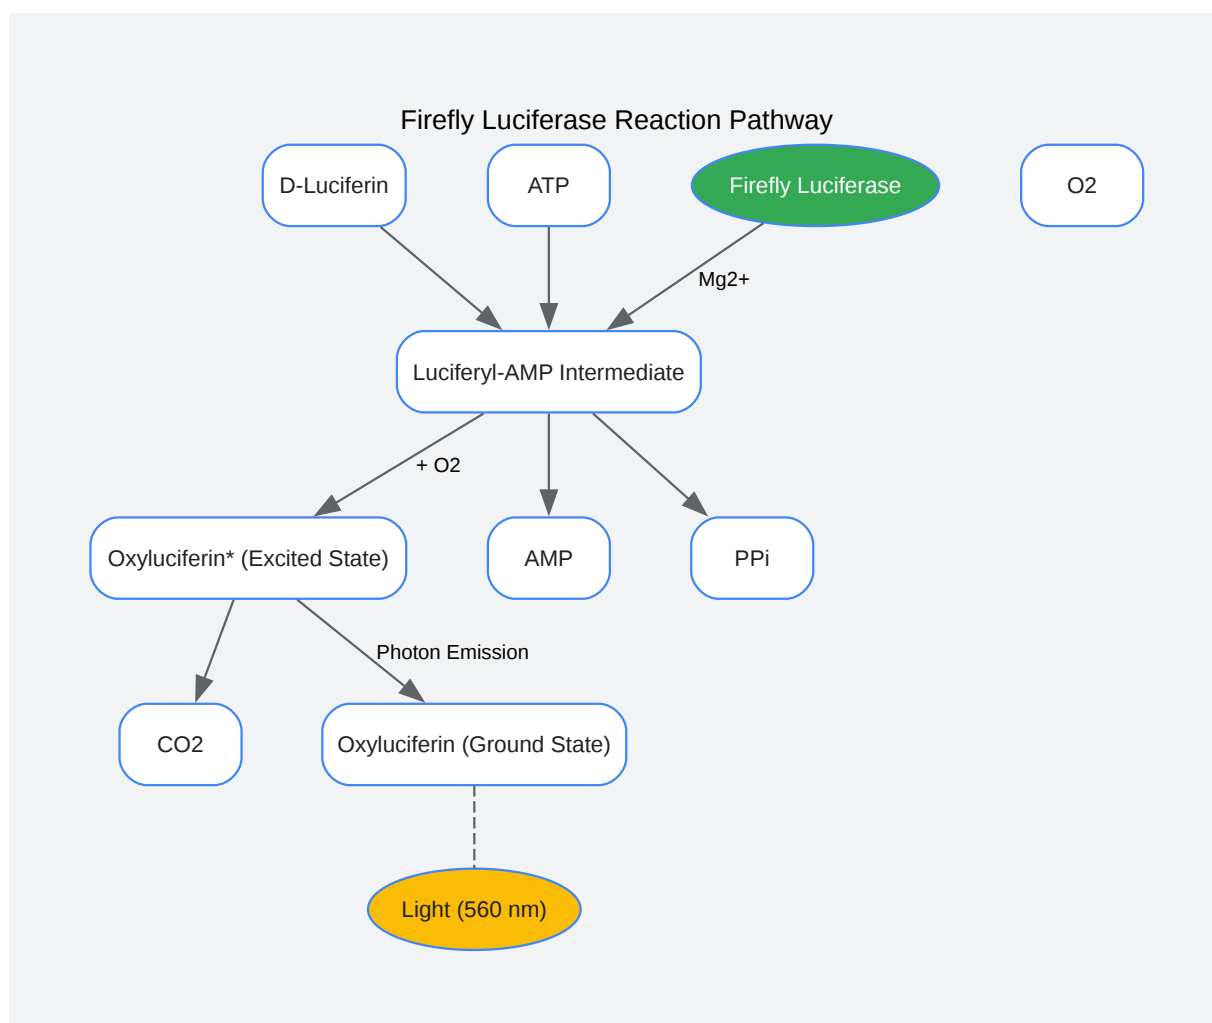 Firefly Luciferase Reaction Pathway
D-Luciferin
ATP
Firefly Luciferase
O2
Mg2+
Luciferyl-AMP Intermediate
+ O2
Oxyluciferin* (Excited State)
AMP
PPi
Photon Emission
CO2
Oxyluciferin (Ground State)
Light (560 nm)